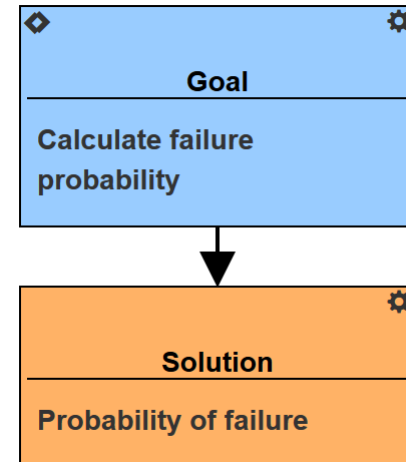 Goal
Calculate failure
probability
Solution
Probability of failure